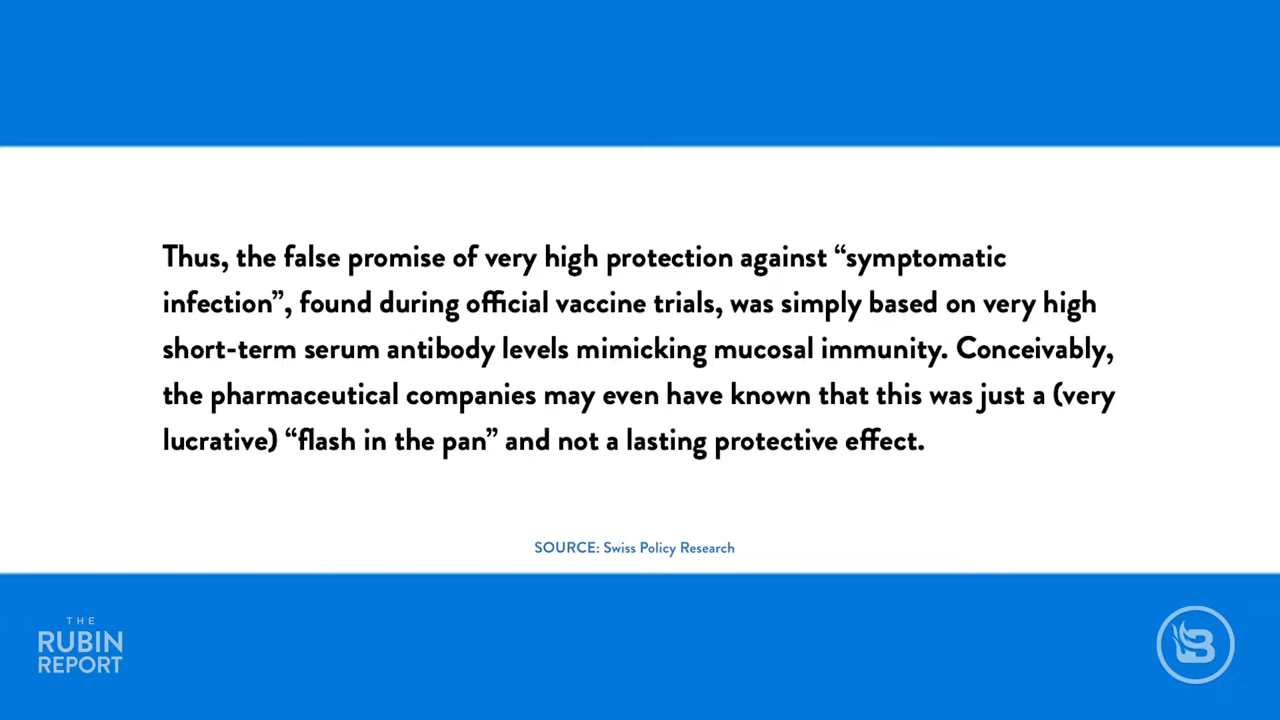 Thus, the false promise of very high protection against “symptomatic
infection”, found during official vaccine trials, was simply based on very high
short-term serum antibody levels mimicking mucosal immunity. Conceivably,
the pharmaceutical companies may even have known that this was just a (very
lucrative) “flash in the pan” and not a lasting protective effect.
SOURCE: Swiss Policy Research
THE
RUBIN
REPORT
B